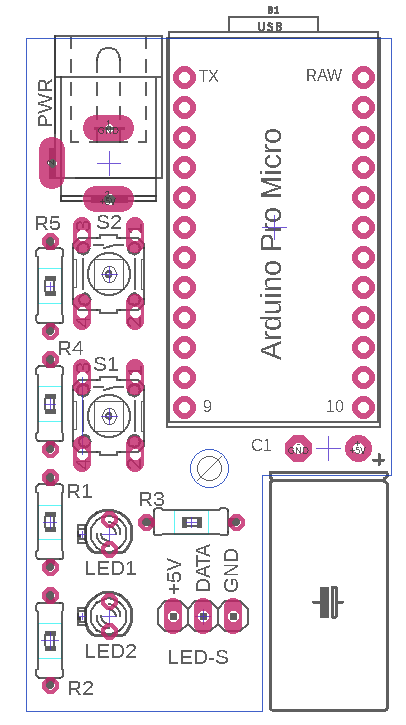 B1
USB
TX
RAW
PWR
GND
Arduino Pro Micro
R5
S2
R4
S1
9
10
C1
GND
+5V
+
R1
R3
LED1
+5V
DATA
GND
LED2
LED-S
R2